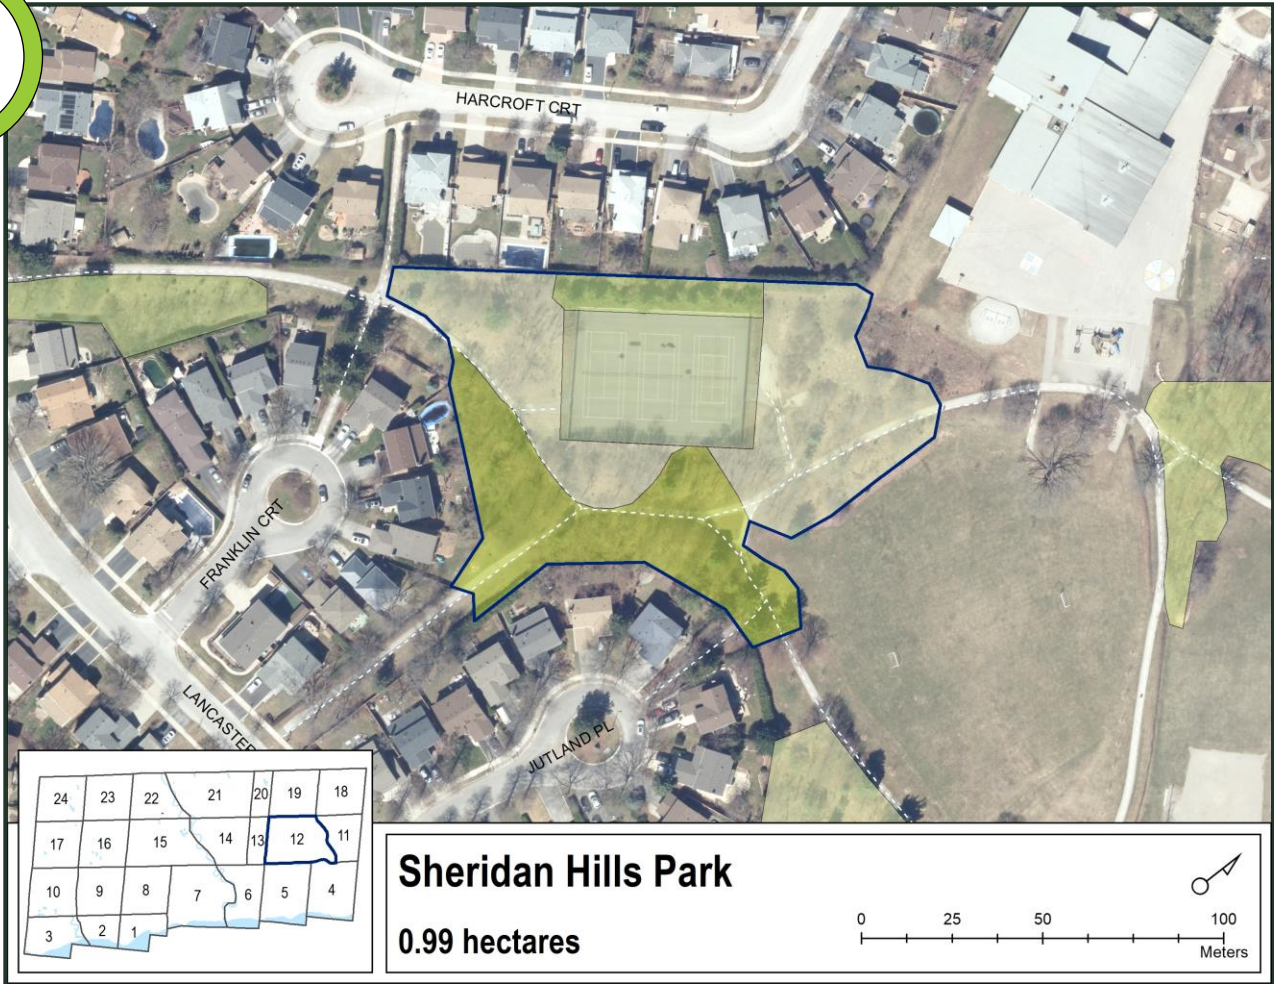 HARCROFT CRT
FRANKLIN CRT
LANCASTER
JUTLAND PL
24 23 22 21 20 19 18
17 16 15 14 13 12 11
10 9 8 7 6 5 4
3 2 1
Sheridan Hills Park
0.99 hectares
0 25 50 100
Meters